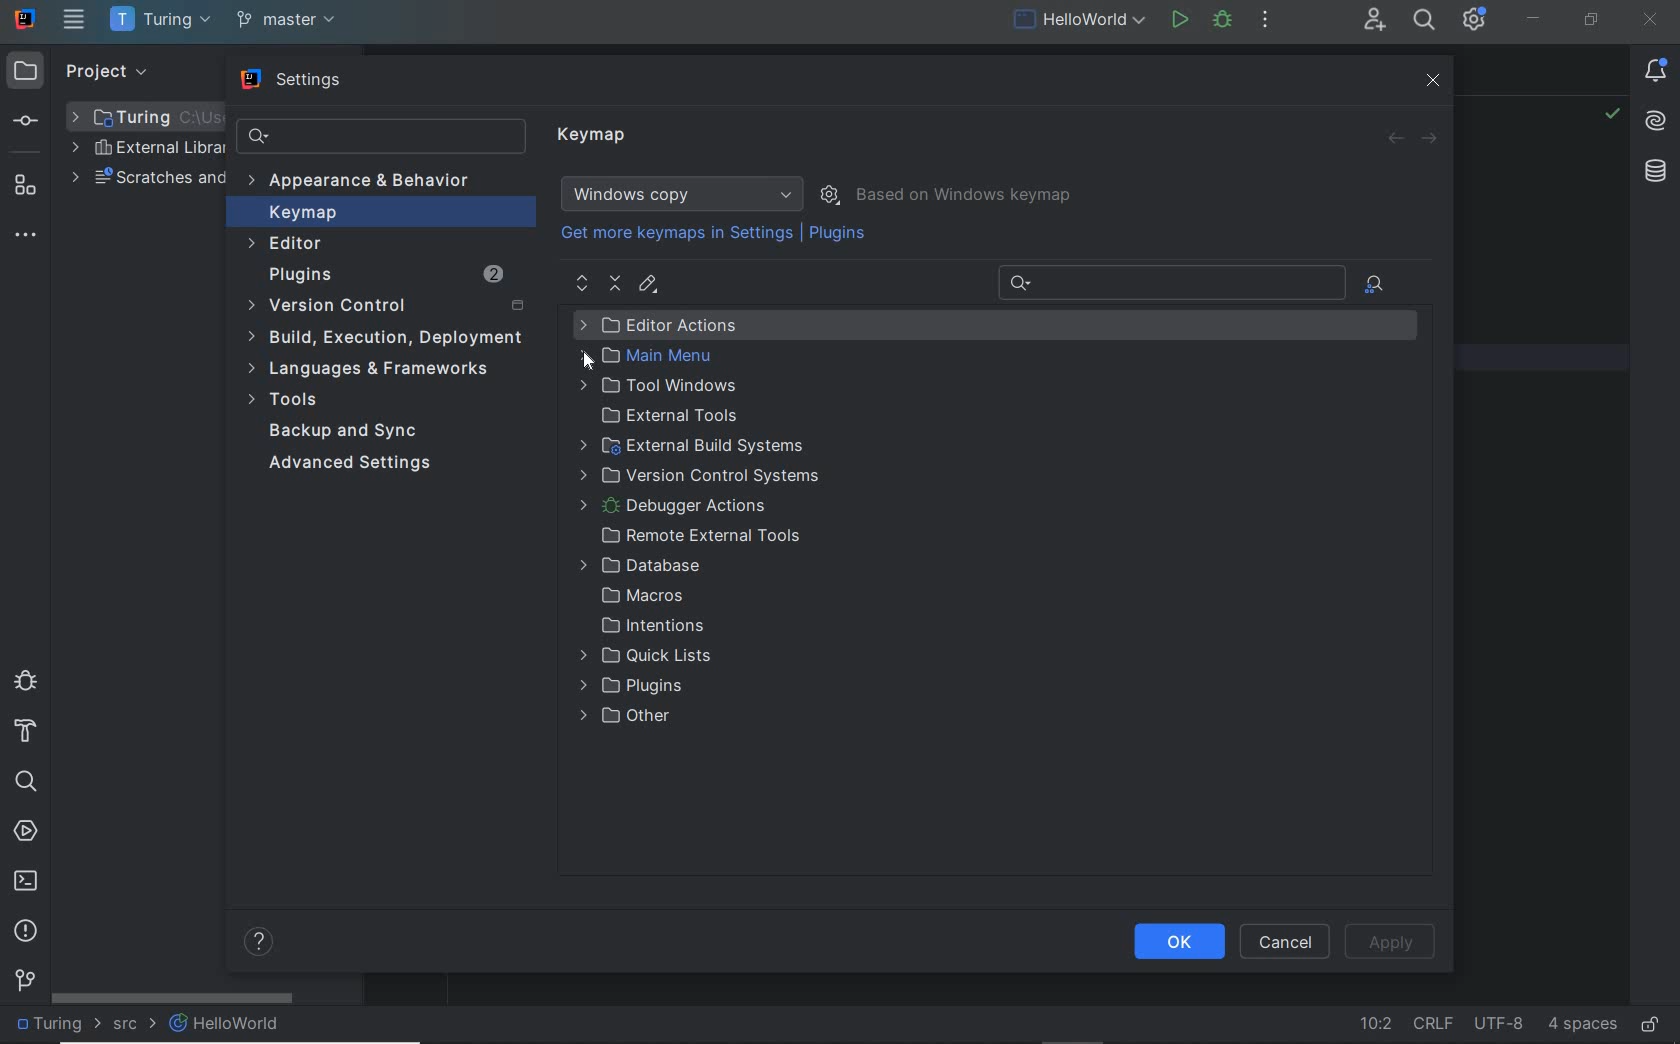 T Turing master HelloWorld
Project
Turing C:\Use
External Librar
Scratches and
Settings
Appearance & Behavior
Keymap
Editor
Plugins 2
Version Control
Build, Execution, Deployment
Languages & Frameworks
Tools
Backup and Sync
Advanced Settings
Keymap
Windows copy Based on Windows keymap
Get more keymaps in Settings | Plugins
Editor Actions
Main Menu
Tool Windows
External Tools
External Build Systems
Version Control Systems
Debugger Actions
Remote External Tools
Database
Macros
Intentions
Quick Lists
Plugins
Other
? OK Cancel Apply
Turing > src > HelloWorld 10:2 CRLF UTF-8 4 spaces